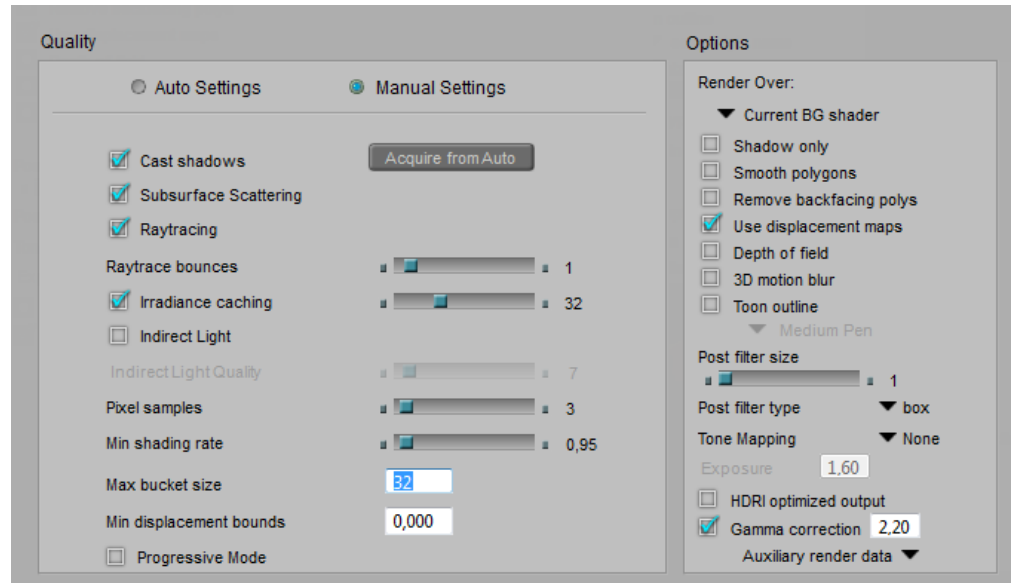 Quality
Auto Settings Manual Settings
Cast shadows Acquire from Auto
Subsurface Scattering
Raytracing
Raytrace bounces 1
Irradiance caching 32
Indirect Light
Indirect Light Quality 7
Pixel samples 3
Min shading rate 0,95
Max bucket size 32
Min displacement bounds 0,000
Progressive Mode
Options
Render Over:
Current BG shader
Shadow only
Smooth polygons
Remove backfacing polys
Use displacement maps
Depth of field
3D motion blur
Toon outline
Medium Pen
Post filter size
1
Post filter type box
Tone Mapping None
Exposure 1,60
HDRI optimized output
Gamma correction 2,20
Auxiliary render data